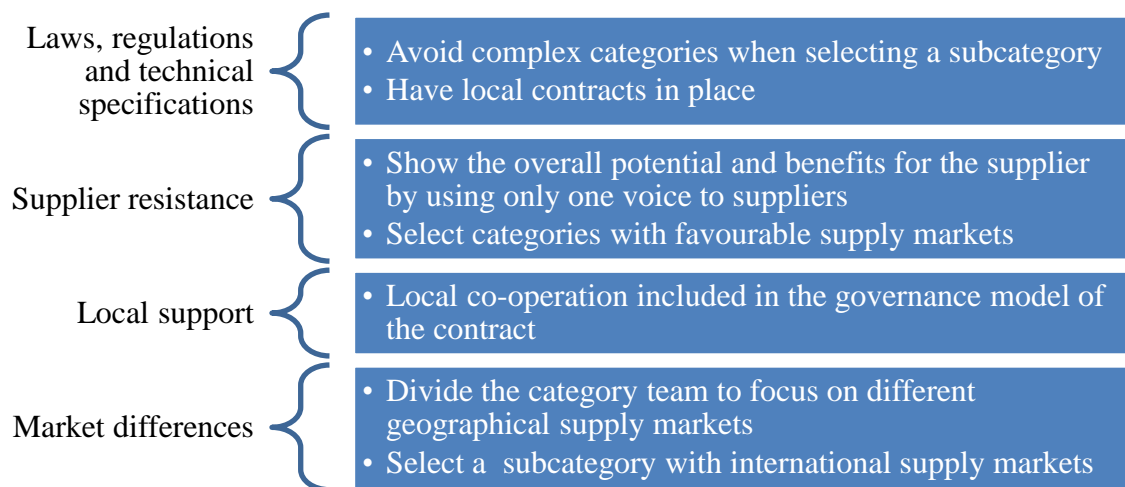 Laws, regulations
and technical
specifications
• Avoid complex categories when selecting a subcategory
• Have local contracts in place
Supplier resistance
• Show the overall potential and benefits for the supplier
by using only one voice to suppliers
• Select categories with favourable supply markets
Local support
• Local co-operation included in the governance model of
the contract
Market differences
• Divide the category team to focus on different
geographical supply markets
• Select a  subcategory with international supply markets